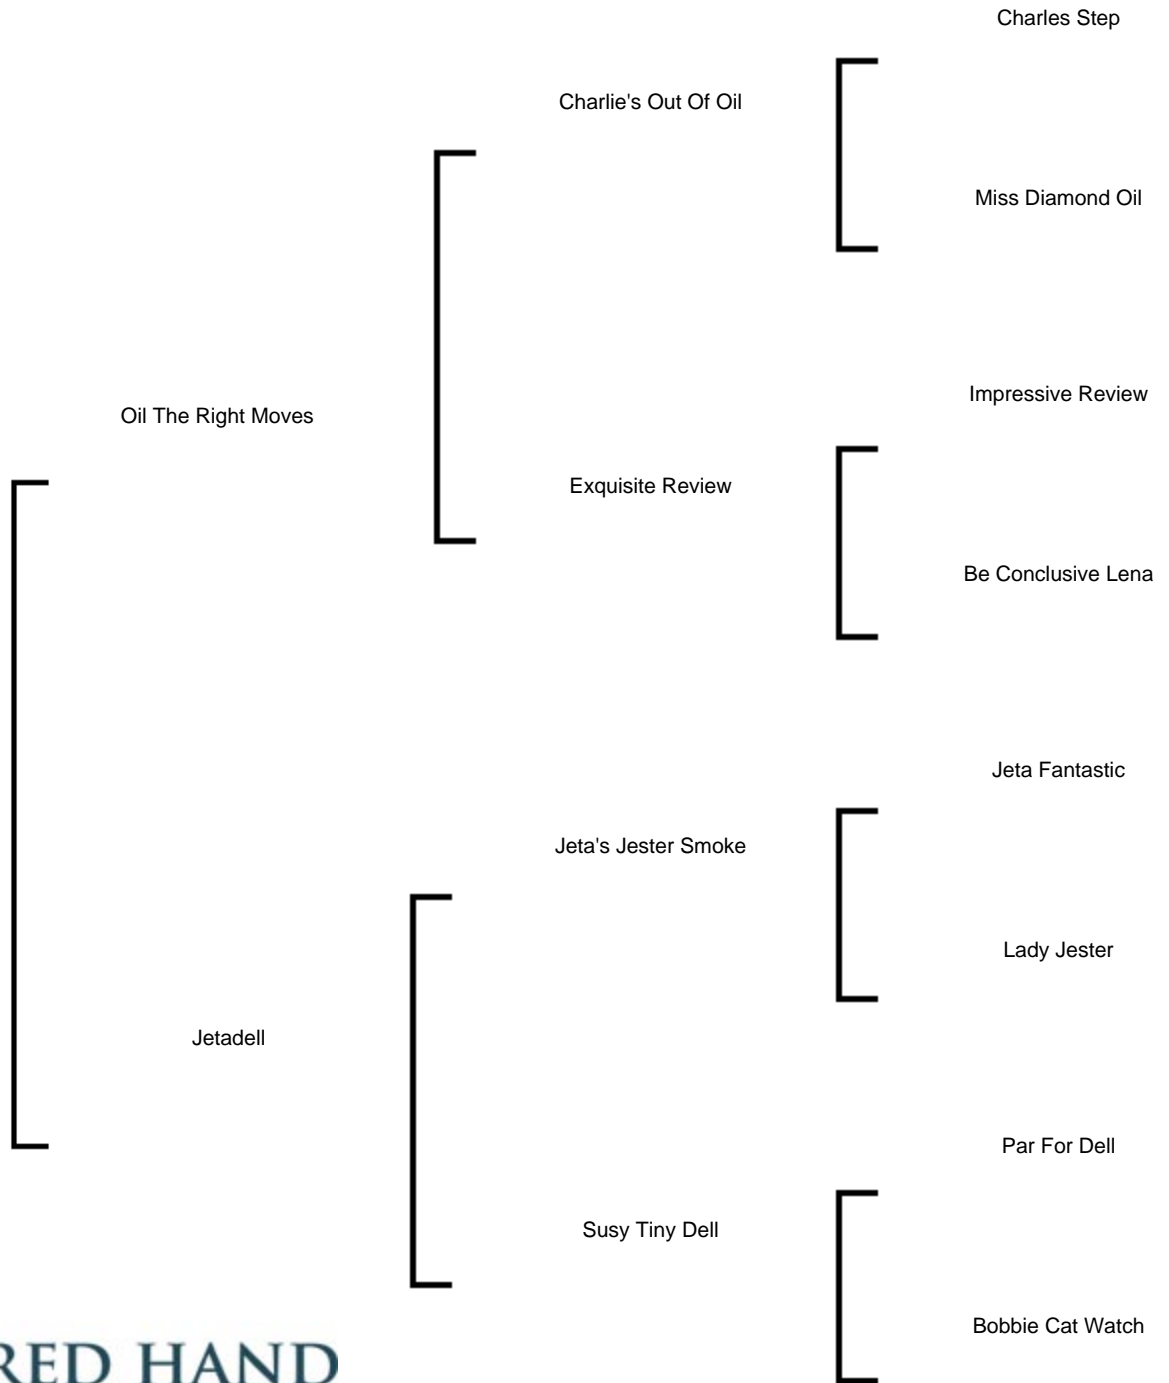 Charles Step
Charlie's Out Of Oil
Miss Diamond Oil
Impressive Review
Oil The Right Moves
Exquisite Review
Be Conclusive Lena
Jeta Fantastic
Jeta's Jester Smoke
Lady Jester
Jetadell
Par For Dell
Susy Tiny Dell
Bobbie Cat Watch
RED HAND